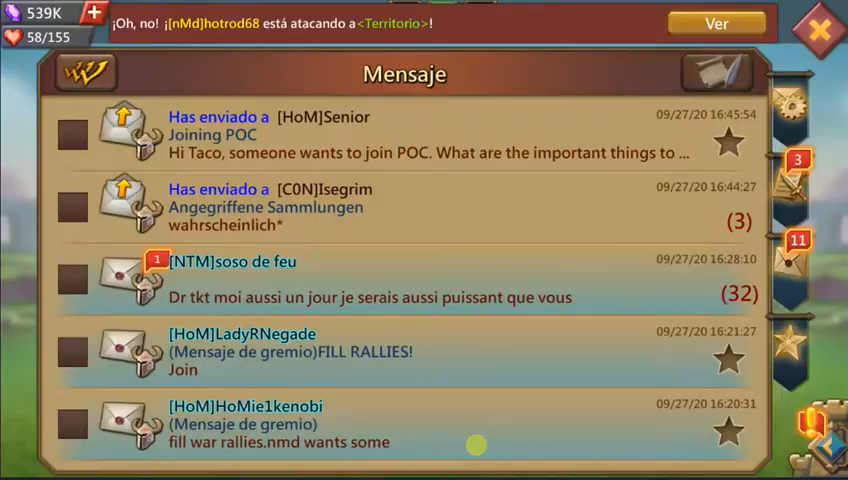 539K
58/155
¡Oh, no! ¡[nMd]hotrod68 está atacando a<Territorio>!
Ver
Mensaje
Has enviado a [HoM]Senior
09/27/20 16:45:54
Joining POC
Hi Taco, someone wants to join POC. What are the important things to ...
3
Has enviado a [C0N]Isegrim
09/27/20 16:44:27
Angegriffene Sammlungen
wahrscheinlich*
(3)
11
1
[NTM]soso de feu
09/27/20 16:28:10
Dr tkt moi aussi un jour je serais aussi puissant que vous
(32)
[HoM]LadyRNegade
09/27/20 16:21:27
(Mensaje de gremio)FILL RALLIES!
Join
[HoM]HoMie1kenobi
09/27/20 16:20:31
(Mensaje de gremio)
fill war rallies.nmd wants some